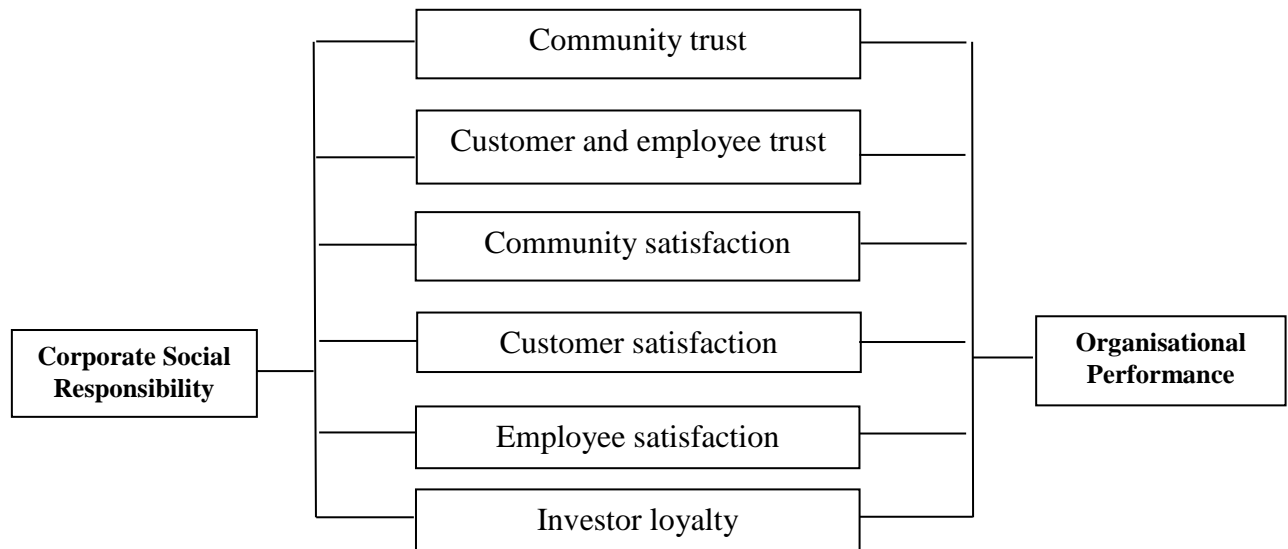 Community trust
Customer and employee trust
Community satisfaction
Customer satisfaction
Employee satisfaction
Investor loyalty
Corporate Social
Responsibility
Organisational
Performance